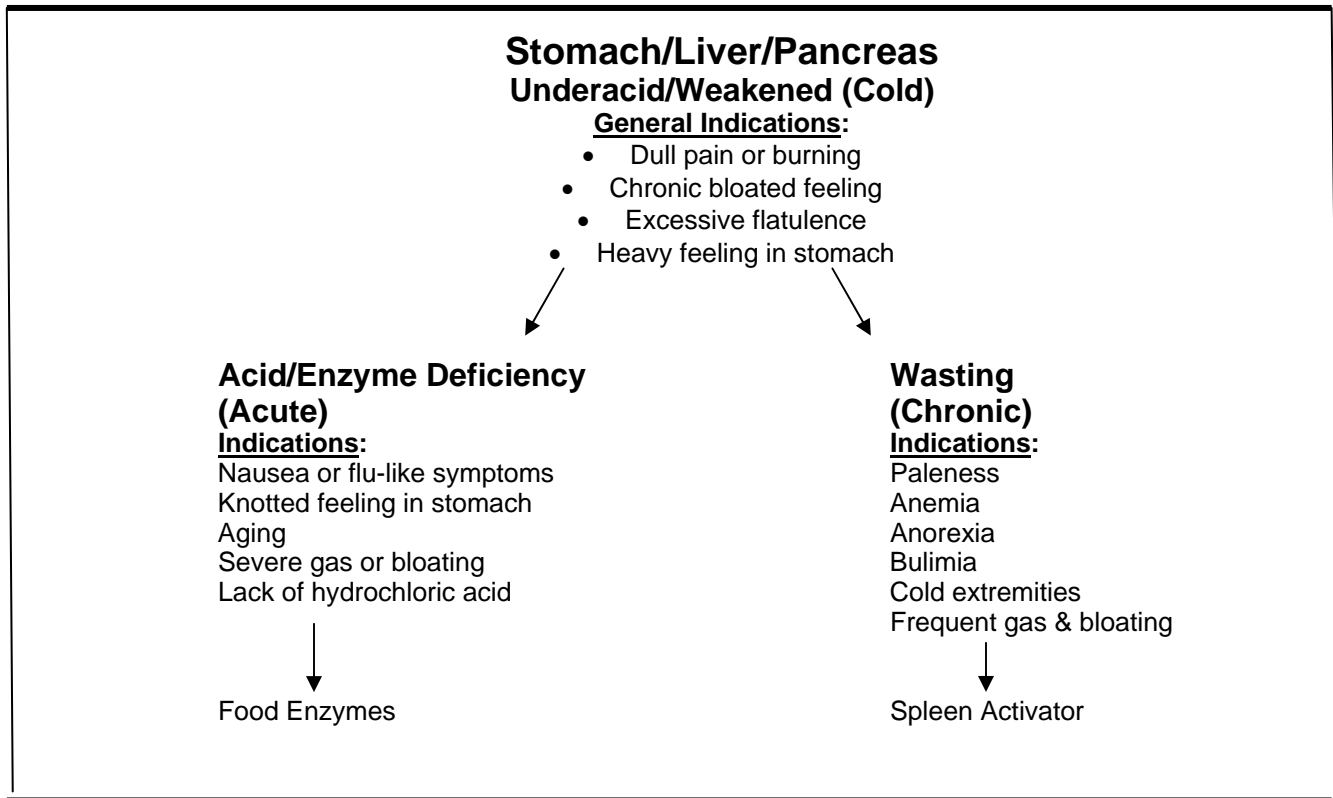 Stomach/Liver/Pancreas
Underacid/Weakened (Cold)
General Indications:
• Dull pain or burning
• Chronic bloated feeling
• Excessive flatulence
• Heavy feeling in stomach
Acid/Enzyme Deficiency
(Acute)
Indications:
Nausea or flu-like symptoms
Knotted feeling in stomach
Aging
Severe gas or bloating
Lack of hydrochloric acid
Food Enzymes
Wasting
(Chronic)
Indications:
Paleness
Anemia
Anorexia
Bulimia
Cold extremities
Frequent gas & bloating
Spleen Activator